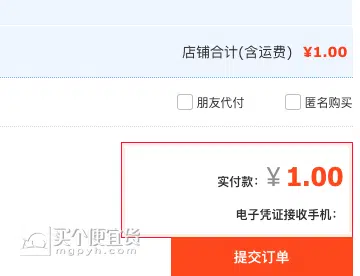 店铺合计(含运费) ¥1.00
朋友代付 匿名购买
实付款: ¥1.00
电子凭证接收手机:
买个便宜货
mgpyh.com
提交订单